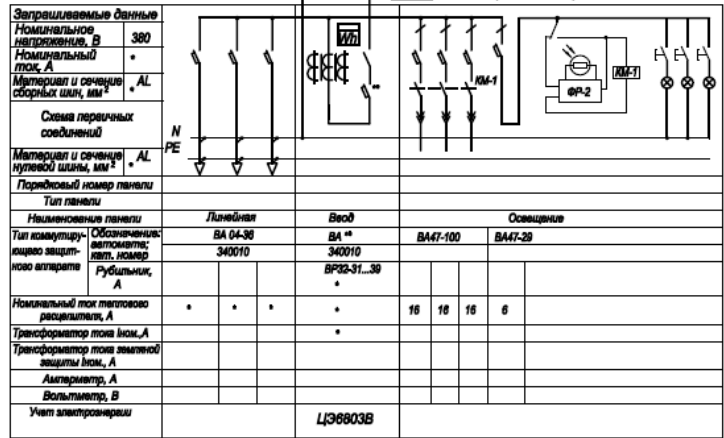 Запрашиваемые данные
Номинальное напряжение, В 380
Номинальный ток, А *
Материал и сечение сборных шин, мм² * AL
Схема первичных соединений
Материал и сечение нулевой шины, мм² * AL
N
PE
Wh
**
КМ-1
ФР-2
КМ-1
Порядковый номер панели
Тип панели
Наименование панели Линейная Ввод Освещение
Тип коммутирующего защитного аппарата
Обозначение: автомата; кат. номер
ВА 04-36 ВА ** ВА47-100 ВА47-29
340010 340010
Рубильник, А ВР32-31...39
*
Номинальный ток теплового расцепителя, А * * * * 16 16 16 6
Трансформатор тока Iном.,А *
Трансформатор тока земляной защиты Iном., А
Амперметр, А
Вольтметр, В
Учет электроэнергии ЦЭ6803В